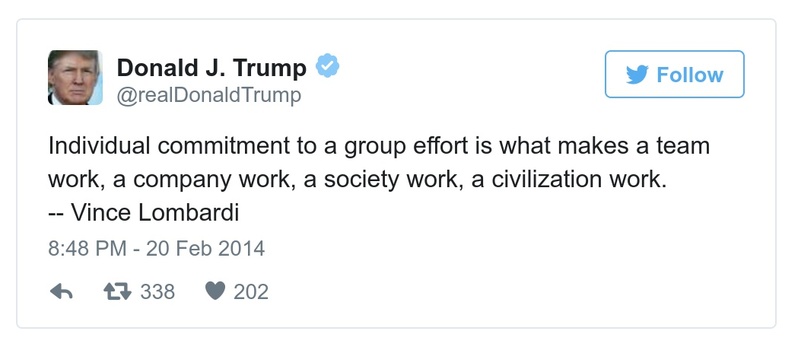 Donald J. Trump
@realDonaldTrump
Follow
Individual commitment to a group effort is what makes a team
work, a company work, a society work, a civilization work.
-- Vince Lombardi
8:48 PM - 20 Feb 2014
338 202